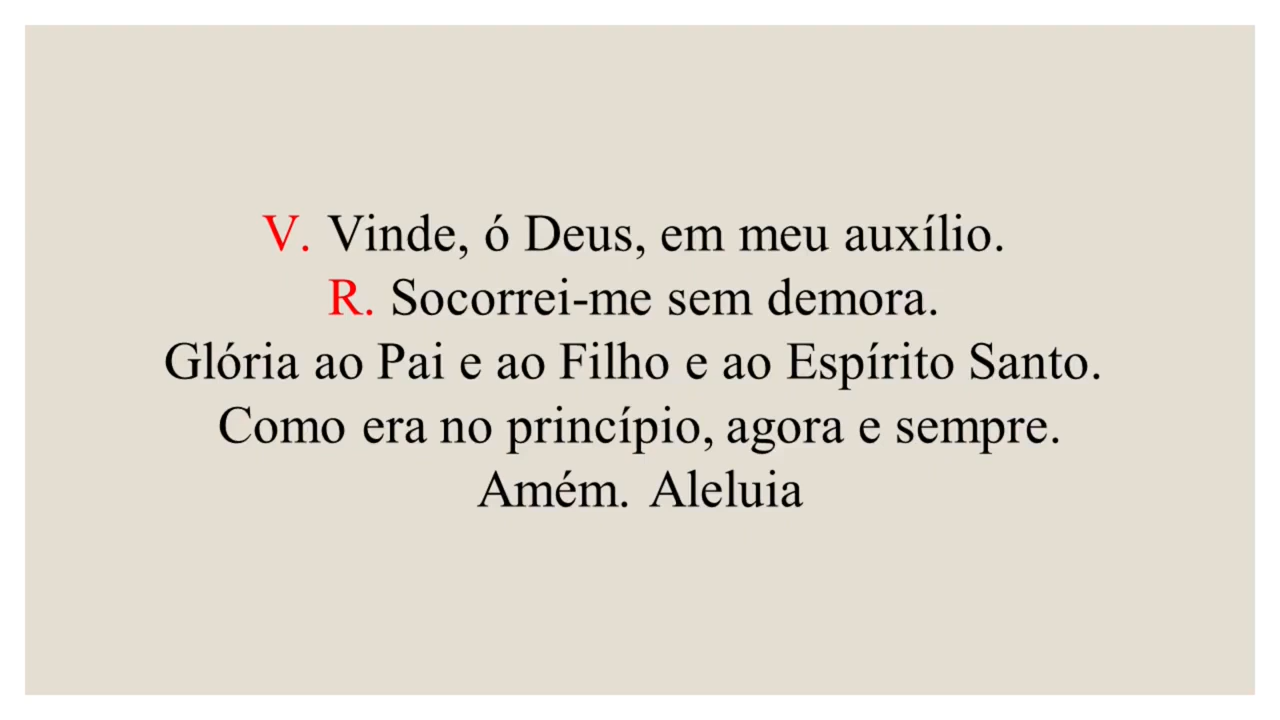 V. Vinde, ó Deus, em meu auxílio.
R. Socorrei-me sem demora.
Glória ao Pai e ao Filho e ao Espírito Santo.
Como era no princípio, agora e sempre.
Amém. Aleluia